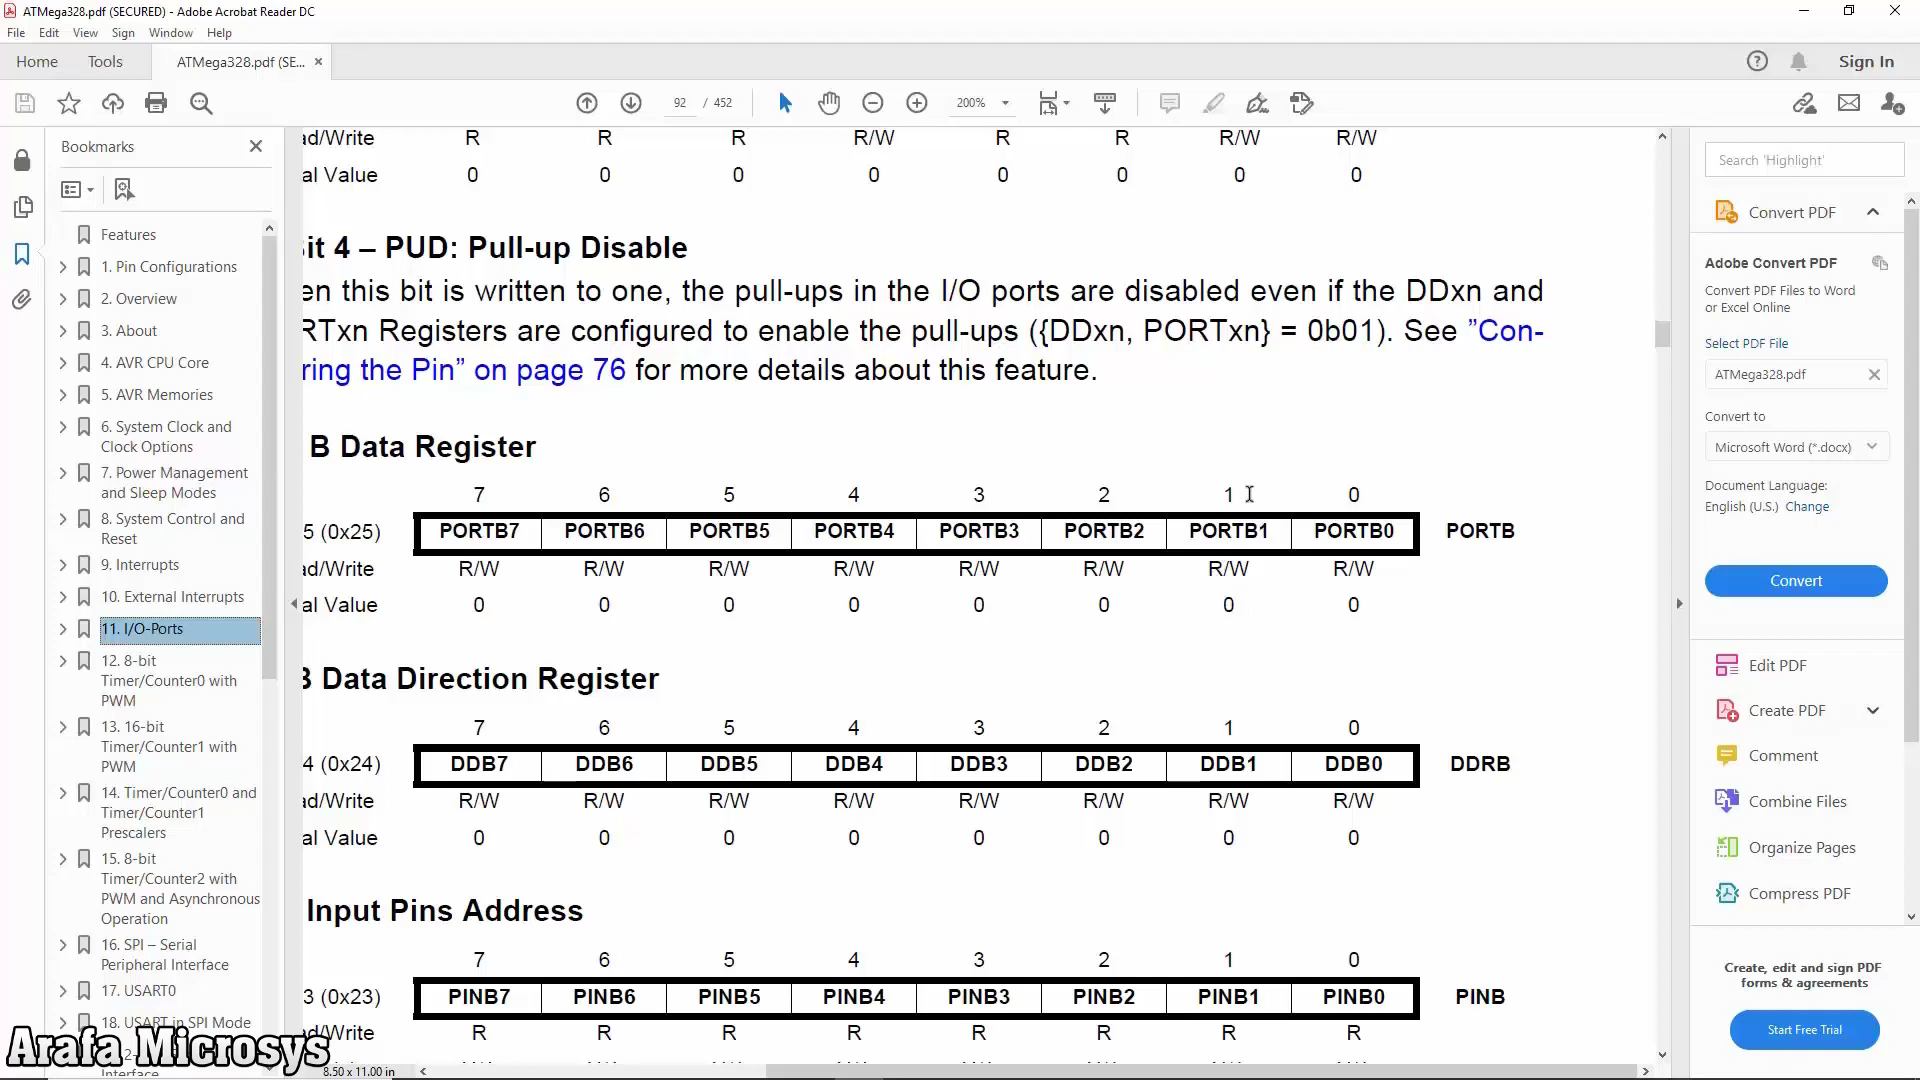 ATMega328.pdf (SECURED) - Adobe Acrobat Reader DC
File Edit View Sign Window Help
Home Tools ATMega328.pdf (SE... Sign In
92 / 452 200%
Bookmarks
Features
1. Pin Configurations
2. Overview
3. About
4. AVR CPU Core
5. AVR Memories
6. System Clock and
Clock Options
7. Power Management
and Sleep Modes
8. System Control and
Reset
9. Interrupts
10. External Interrupts
11. I/O-Ports
12. 8-bit
Timer/Counter0 with
PWM
13. 16-bit
Timer/Counter1 with
PWM
14. Timer/Counter0 and
Timer/Counter1
Prescalers
15. 8-bit
Timer/Counter2 with
PWM and Asynchronous
Operation
16. SPI – Serial
Peripheral Interface
17. USART0
18. USART in SPI Mode
Interface
Arafa Microsys
ad/Write R R R R/W R R R/W R/W
al Value 0 0 0 0 0 0 0 0
Bit 4 – PUD: Pull-up Disable
en this bit is written to one, the pull-ups in the I/O ports are disabled even if the DDxn and
RTxn Registers are configured to enable the pull-ups ({DDxn, PORTxn} = 0b01). See ”Con-
ring the Pin” on page 76 for more details about this feature.
B Data Register
7 6 5 4 3 2 1 0
5 (0x25) PORTB7 PORTB6 PORTB5 PORTB4 PORTB3 PORTB2 PORTB1 PORTB0 PORTB
ad/Write R/W R/W R/W R/W R/W R/W R/W R/W
al Value 0 0 0 0 0 0 0 0
B Data Direction Register
7 6 5 4 3 2 1 0
4 (0x24) DDB7 DDB6 DDB5 DDB4 DDB3 DDB2 DDB1 DDB0 DDRB
ad/Write R/W R/W R/W R/W R/W R/W R/W R/W
al Value 0 0 0 0 0 0 0 0
Input Pins Address
7 6 5 4 3 2 1 0
3 (0x23) PINB7 PINB6 PINB5 PINB4 PINB3 PINB2 PINB1 PINB0 PINB
ad/Write R R R R R R R R
8.50 x 11.00 in
Search 'Highlight'
Convert PDF
Adobe Convert PDF
Convert PDF Files to Word
or Excel Online
Select PDF File
ATMega328.pdf
Convert to
Microsoft Word (*.docx)
Document Language:
English (U.S.) Change
Convert
Edit PDF
Create PDF
Comment
Combine Files
Organize Pages
Compress PDF
Create, edit and sign PDF
forms & agreements
Start Free Trial